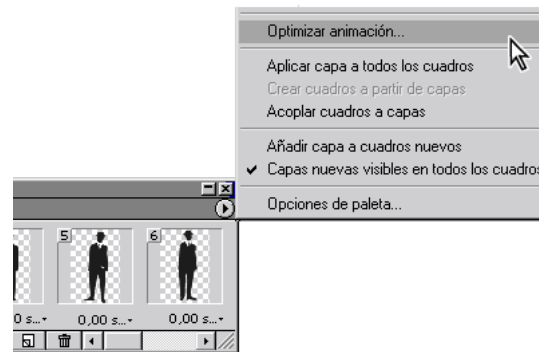 Optimizar animación...
Aplicar capa a todos los cuadros
Crear cuadros a partir de capas
Acoplar cuadros a capas
Añadir capa a cuadros nuevos
✓ Capas nuevas visibles en todos los cuadros
Opciones de paleta...
5 6
0 s... 0,00 s... 0,00 s...